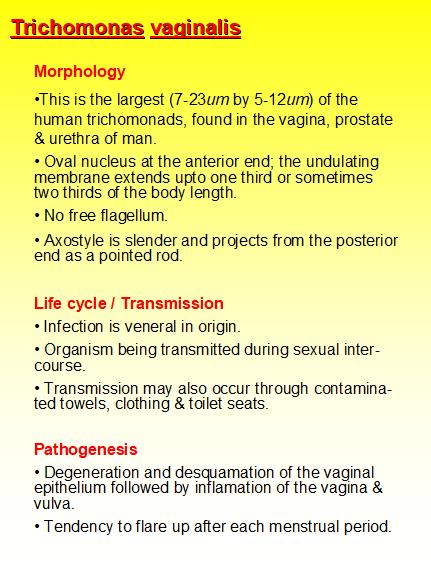 Trichomonas vaginalis
Morphology
•This is the largest (7-23um by 5-12um) of the
human trichomonads, found in the vagina, prostate
& urethra of man.
• Oval nucleus at the anterior end; the undulating
membrane extends upto one third or sometimes
two thirds of the body length.
• No free flagellum.
• Axostyle is slender and projects from the posterior
end as a pointed rod.
Life cycle / Transmission
• Infection is veneral in origin.
• Organism being transmitted during sexual inter-
course.
• Transmission may also occur through contamina-
ted towels, clothing & toilet seats.
Pathogenesis
• Degeneration and desquamation of the vaginal
epithelium followed by inflamation of the vagina &
vulva.
• Tendency to flare up after each menstrual period.